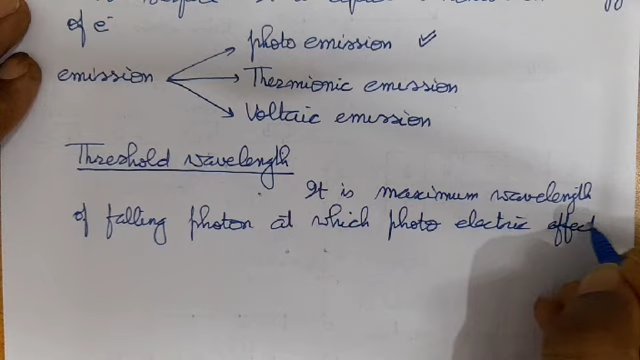 of e⁻
photo emission ✓
emission
Thermionic emission
Voltaic emission
Threshold wavelength
It is maximum wavelength
of falling photon at which photo electric effect